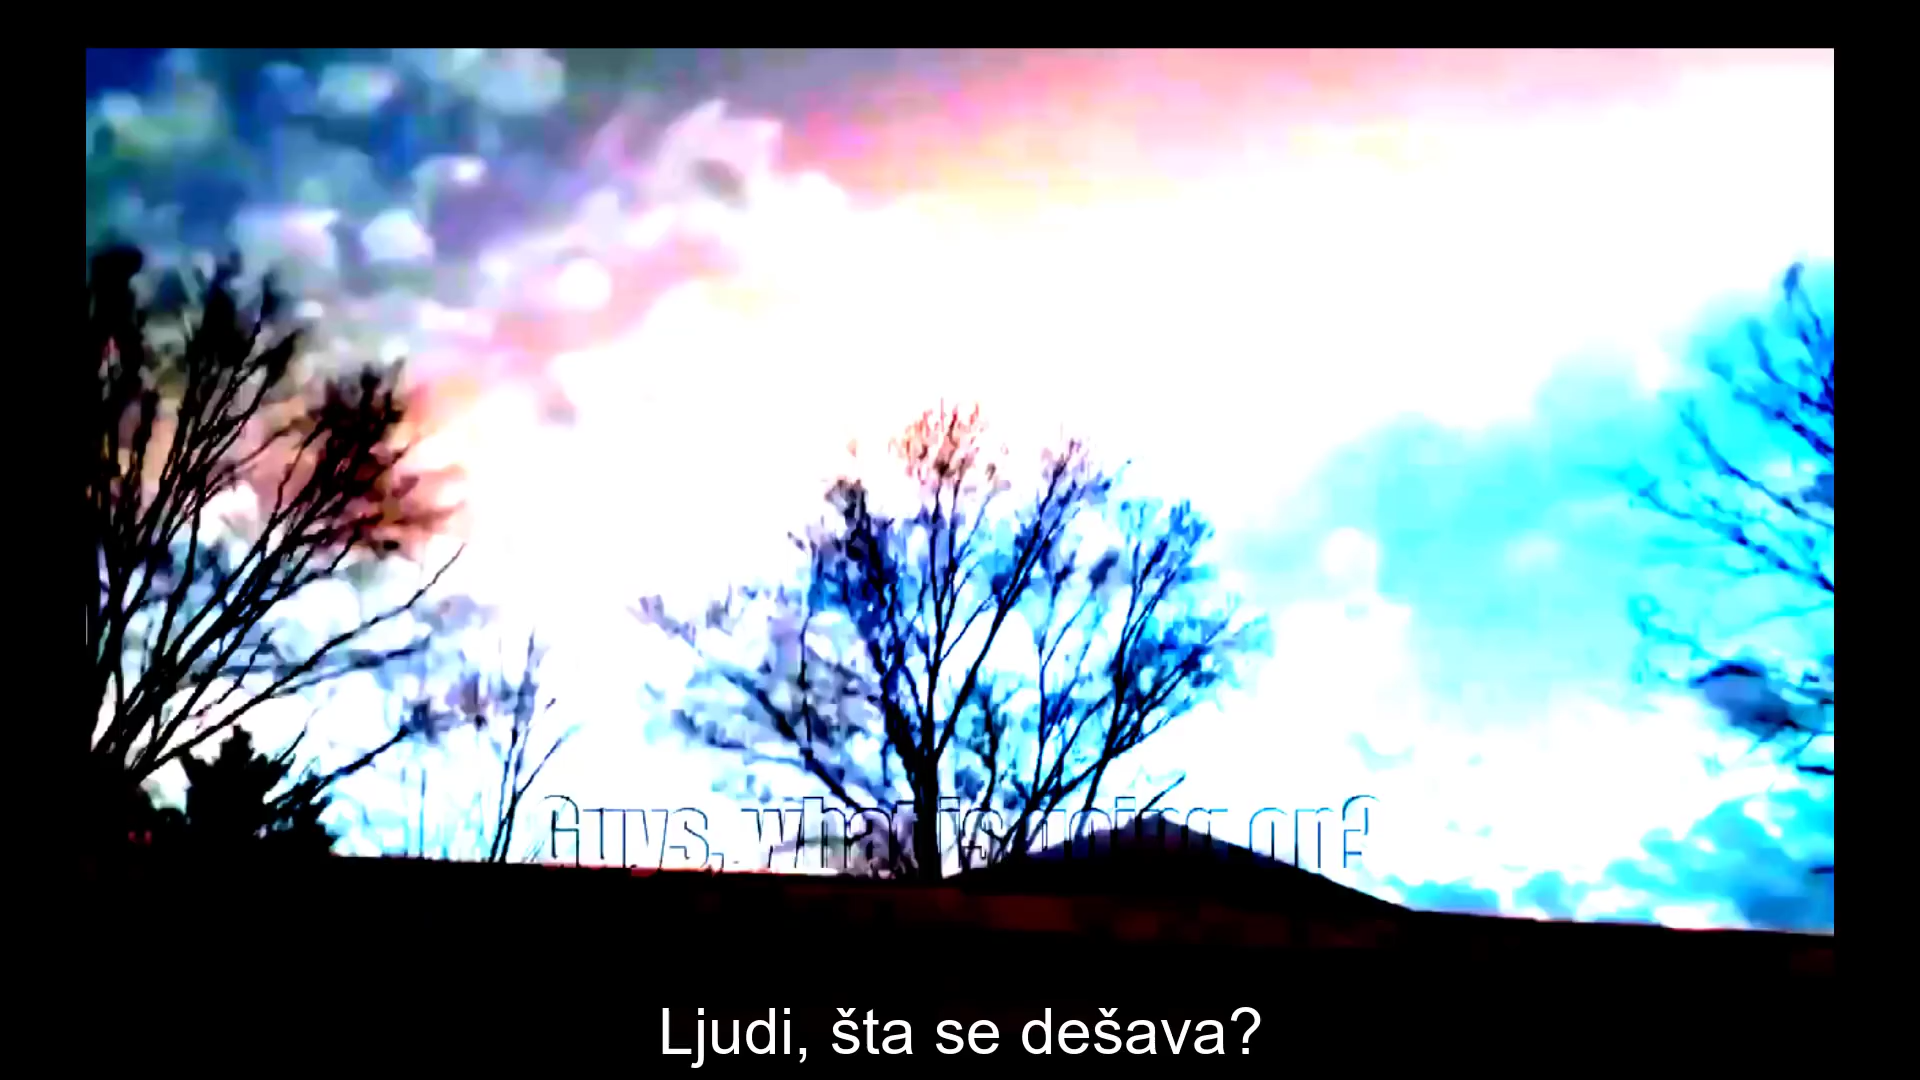 Guys, what is going on?
Ljudi, šta se dešava?